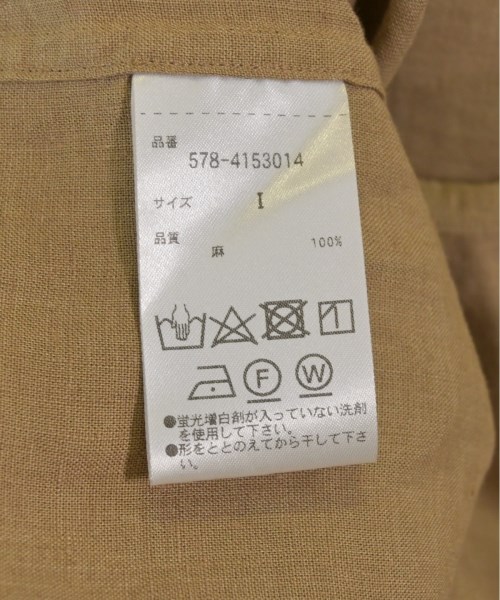 品番
578-4153014
サイズ I
品質 麻 100%
F W
●蛍光増白剤が入っていない洗剤
を使用して下さい。
●形をととのえてから干して下さ
い。